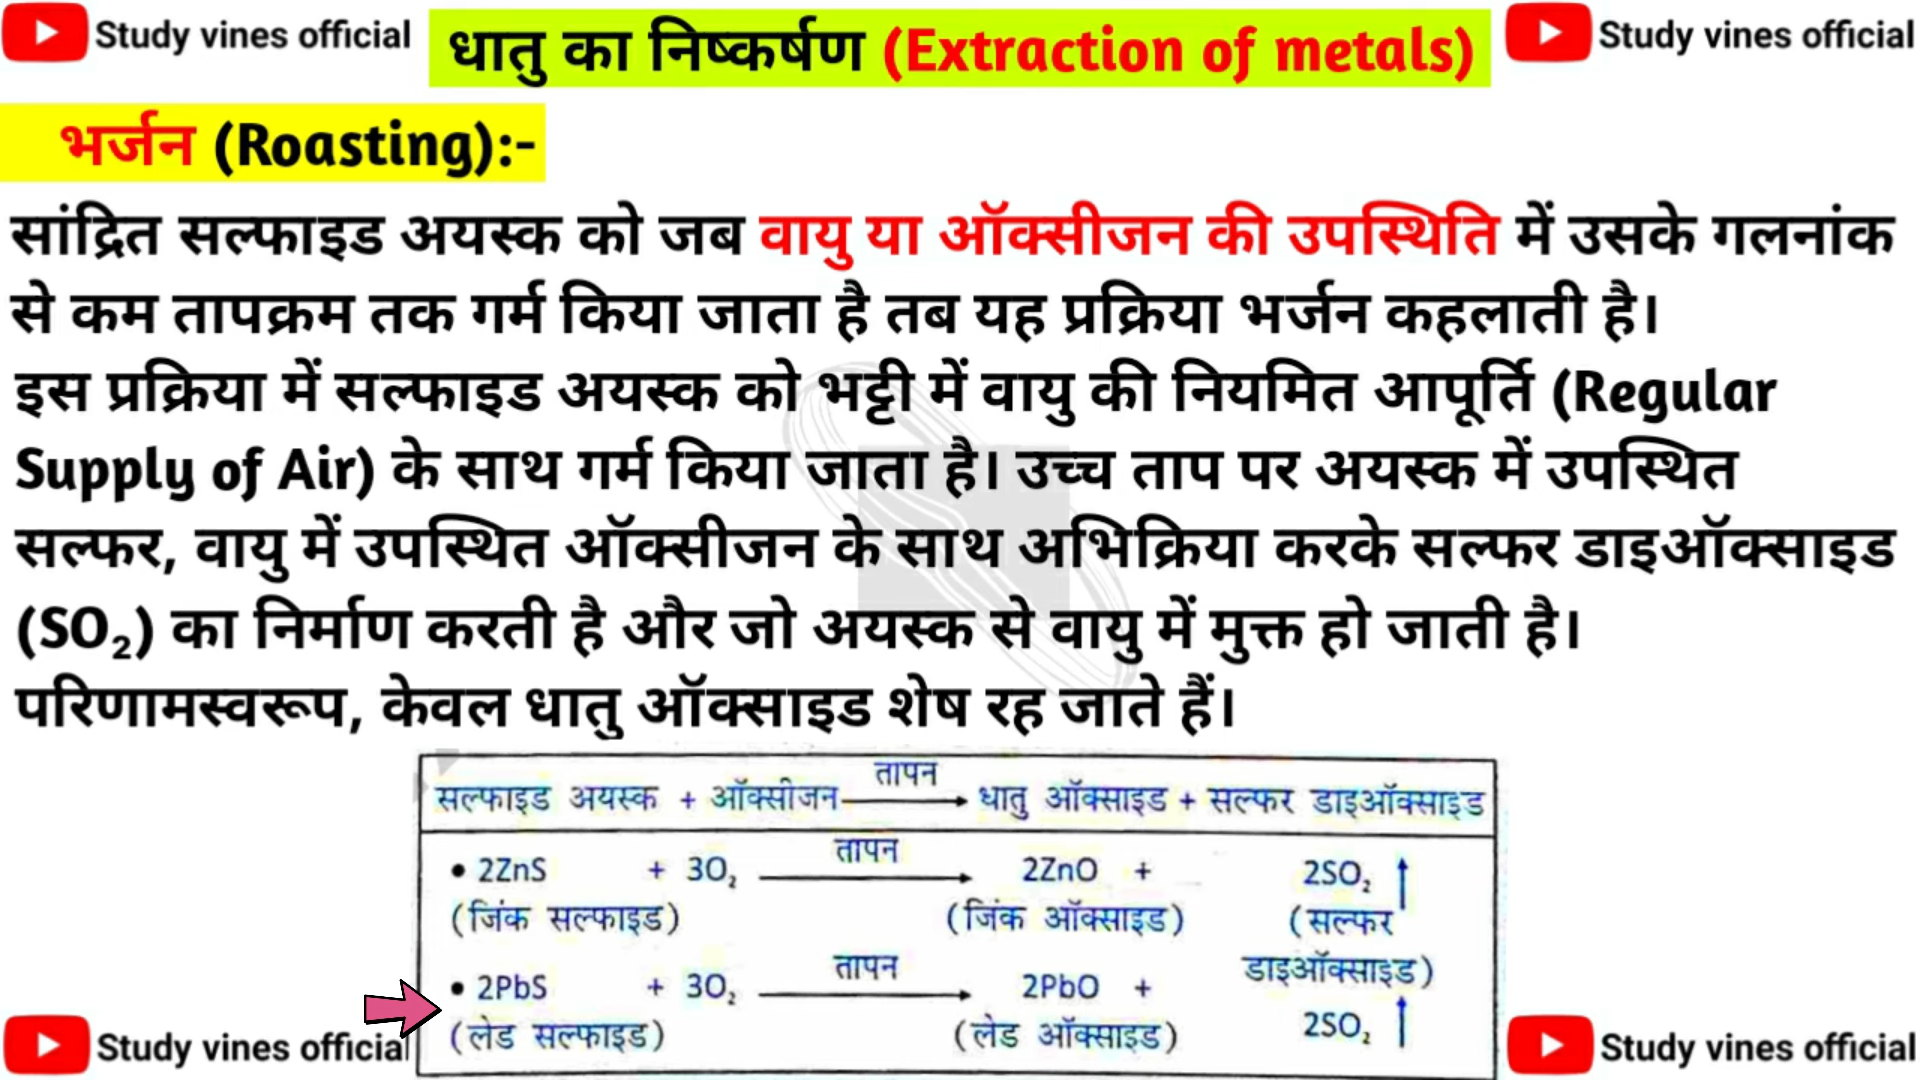 Study vines official
धातु का निष्कर्षण (Extraction of metals)
Study vines official
भर्जन (Roasting):-
सांद्रित सल्फाइड अयस्क को जब वायु या ऑक्सीजन की उपस्थिति में उसके गलनांक
से कम तापक्रम तक गर्म किया जाता है तब यह प्रक्रिया भर्जन कहलाती है।
इस प्रक्रिया में सल्फाइड अयस्क को भट्टी में वायु की नियमित आपूर्ति (Regular
Supply of Air) के साथ गर्म किया जाता है। उच्च ताप पर अयस्क में उपस्थित
सल्फर, वायु में उपस्थित ऑक्सीजन के साथ अभिक्रिया करके सल्फर डाइऑक्साइड
(SO₂) का निर्माण करती है और जो अयस्क से वायु में मुक्त हो जाती है।
परिणामस्वरूप, केवल धातु ऑक्साइड शेष रह जाते हैं।
तापन
सल्फाइड अयस्क + ऑक्सीजन ⟶ धातु ऑक्साइड + सल्फर डाइऑक्साइड
तापन
• 2ZnS + 3O₂ ⟶ 2ZnO + 2SO₂ ↑
(जिंक सल्फाइड) (जिंक ऑक्साइड) (सल्फर
डाइऑक्साइड)
तापन
• 2PbS + 3O₂ ⟶ 2PbO + 2SO₂ ↑
(लेड सल्फाइड) (लेड ऑक्साइड)
Study vines official
Study vines official